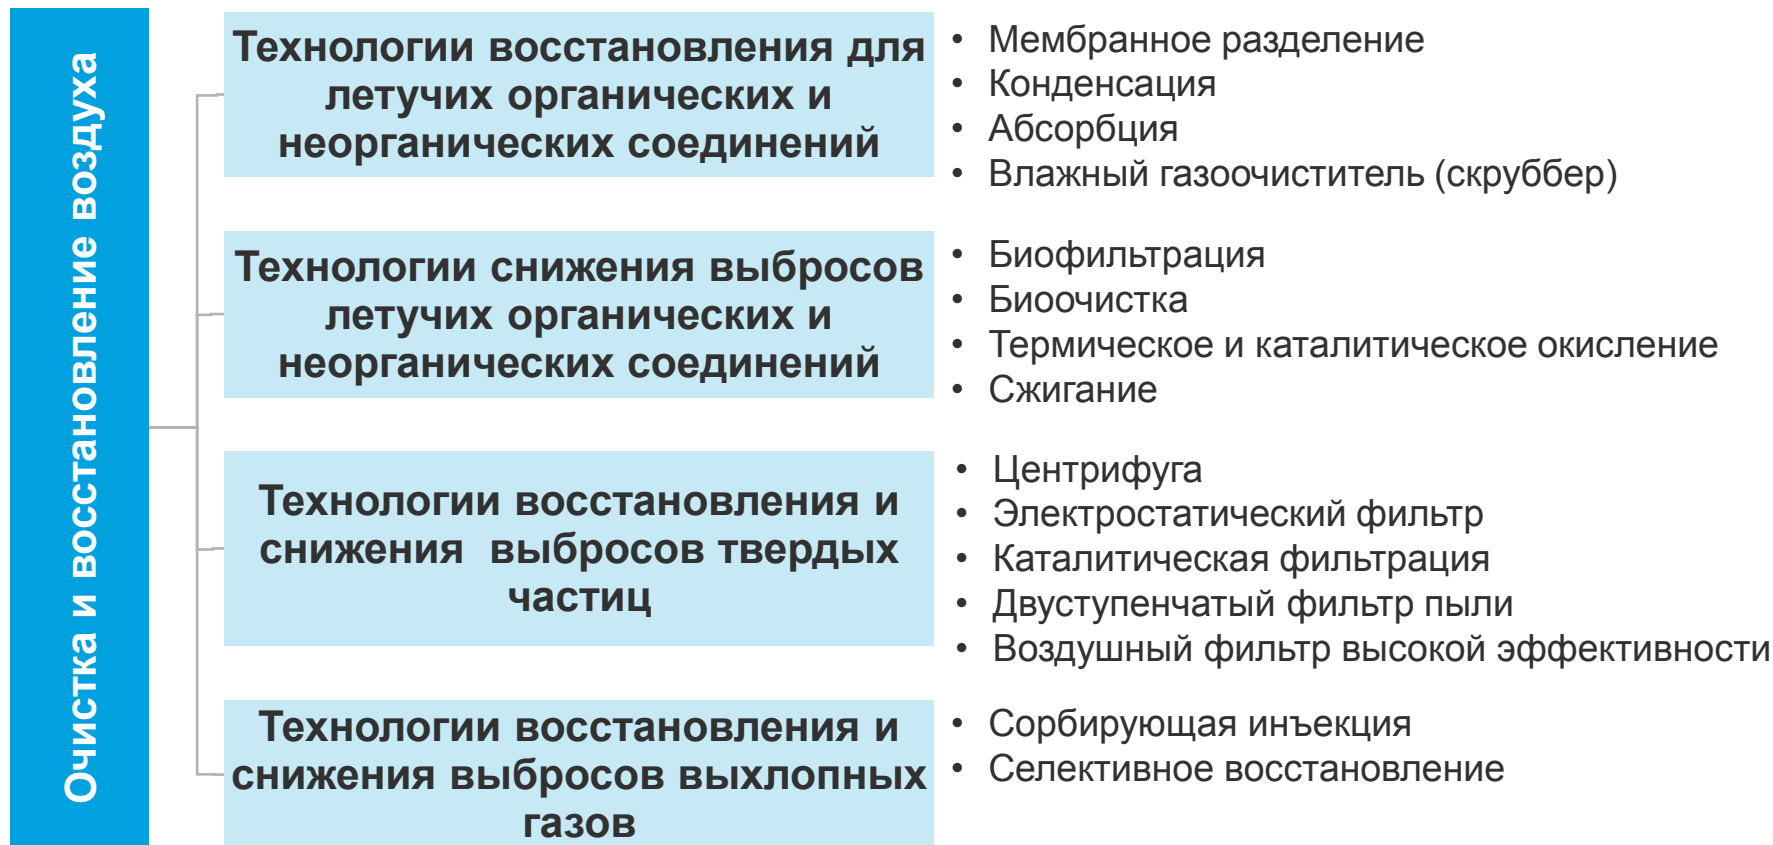 Очистка и восстановление воздуха
Технологии восстановления для
летучих органических и
неорганических соединений
• Мембранное разделение
• Конденсация
• Абсорбция
• Влажный газоочиститель (скруббер)
Технологии снижения выбросов
летучих органических и
неорганических соединений
• Биофильтрация
• Биоочистка
• Термическое и каталитическое окисление
• Сжигание
Технологии восстановления и
снижения  выбросов твердых
частиц
• Центрифуга
• Электростатический фильтр
• Каталитическая фильтрация
• Двуступенчатый фильтр пыли
• Воздушный фильтр высокой эффективности
Технологии восстановления и
снижения выбросов выхлопных
газов
• Сорбирующая инъекция
• Селективное восстановление